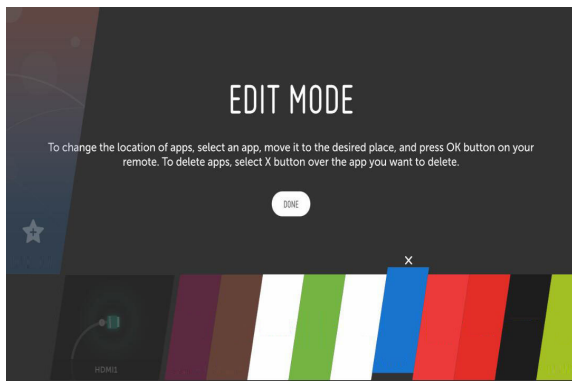 EDIT MODE
To change the location of apps, select an app, move it to the desired place, and press OK button on your
remote. To delete apps, select X button over the app you want to delete.
DONE
X
HDMI1